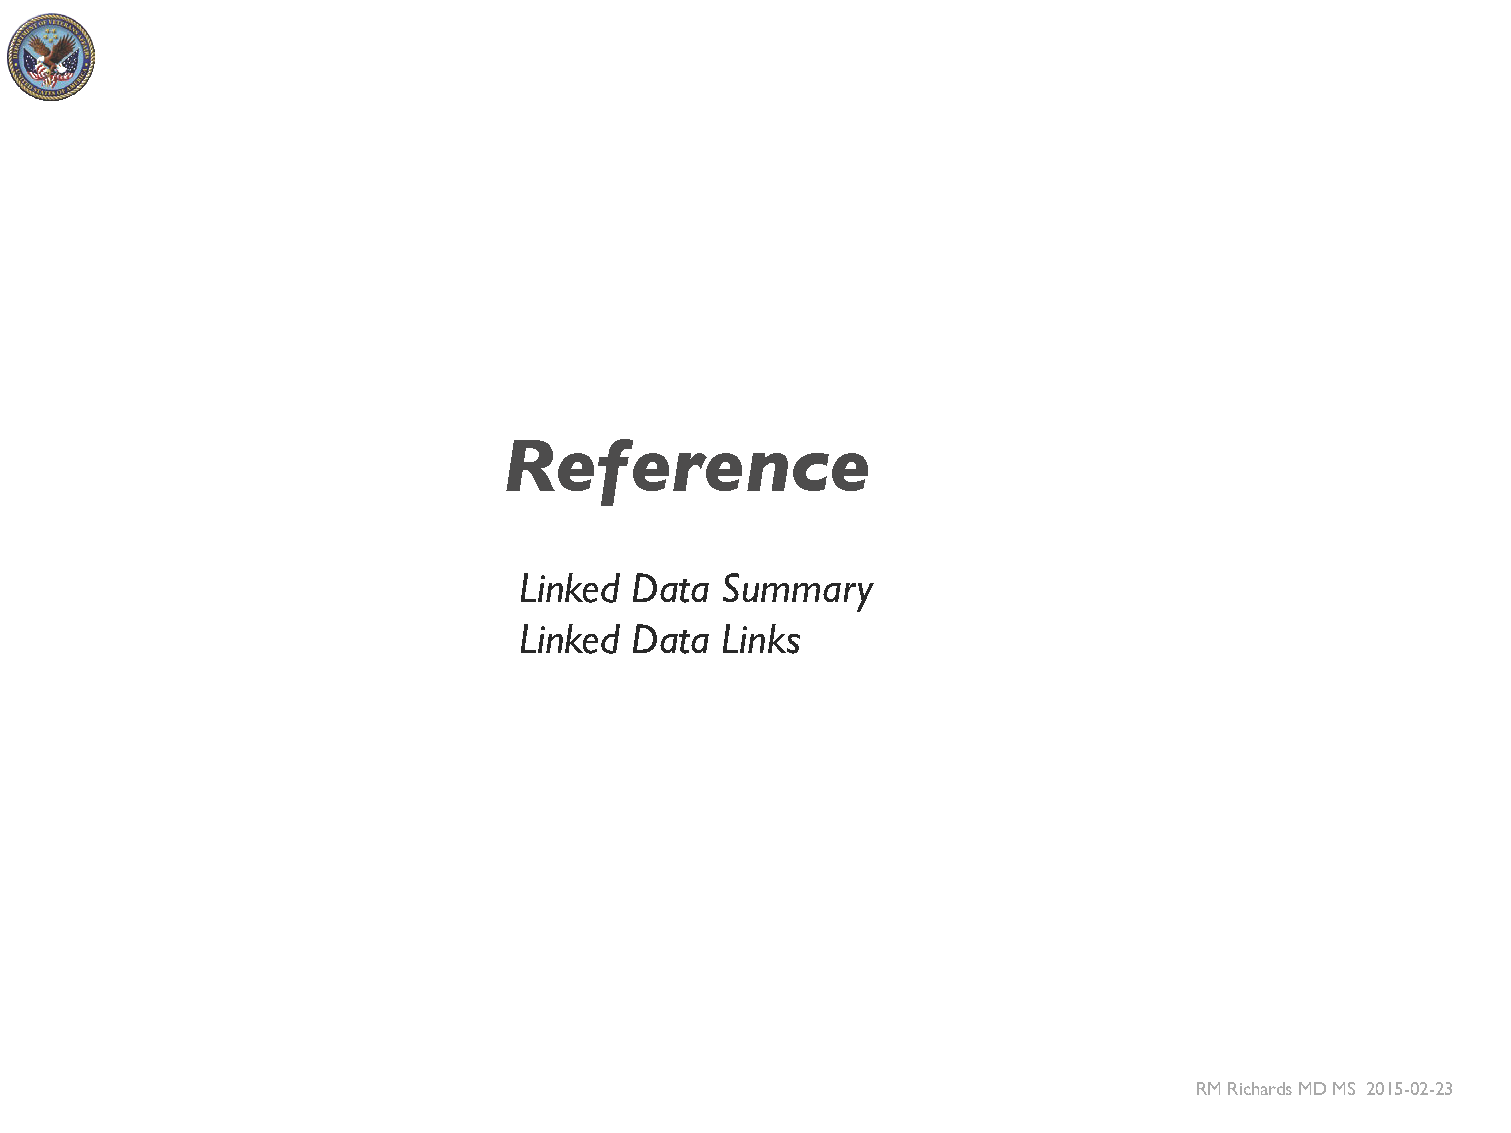 DEPARTMENT OF VETERANS AFFAIRS
UNITED STATES OF AMERICA
Reference
Linked Data Summary
Linked Data Links
RM Richards MD MS 2015-02-23